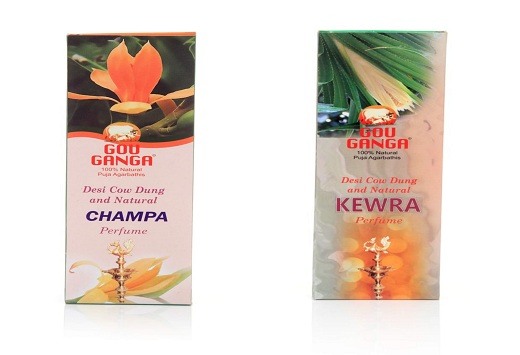 GOU
GANGA®
100% Natural
Puja Agarbathis
Desi Cow Dung
and Natural
CHAMPA
Perfume
GOU
GANGA®
100% Natural
Puja Agarbathis
Desi Cow Dung
and Natural
KEWRA
Perfume